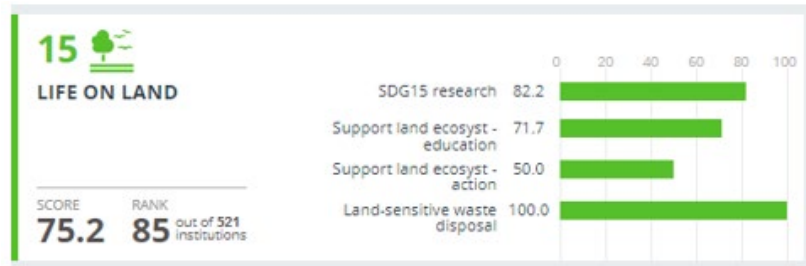 15
LIFE ON LAND
0 20 40 60 80 100
SDG15 research 82.2
Support land ecosyst - 71.7
education
Support land ecosyst - 50.0
action
Land-sensitive waste 100.0
disposal
SCORE RANK
75.2 85 out of 521
institutions